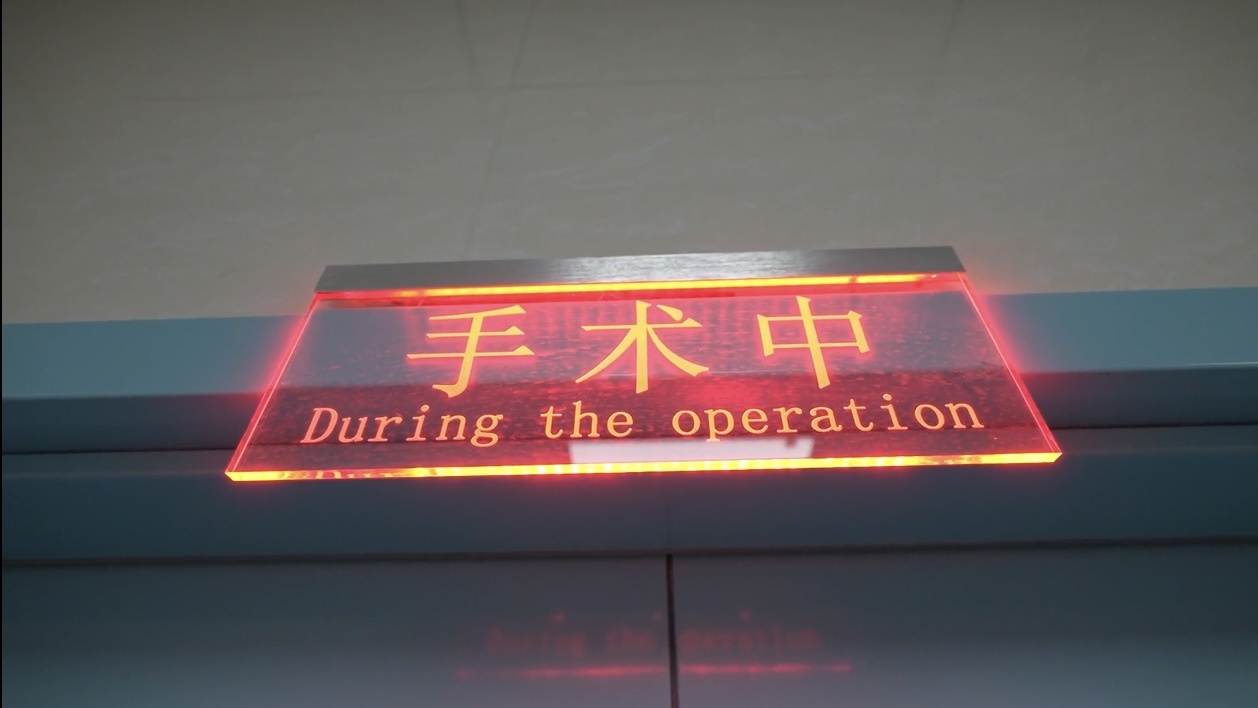 手术中
During the operation